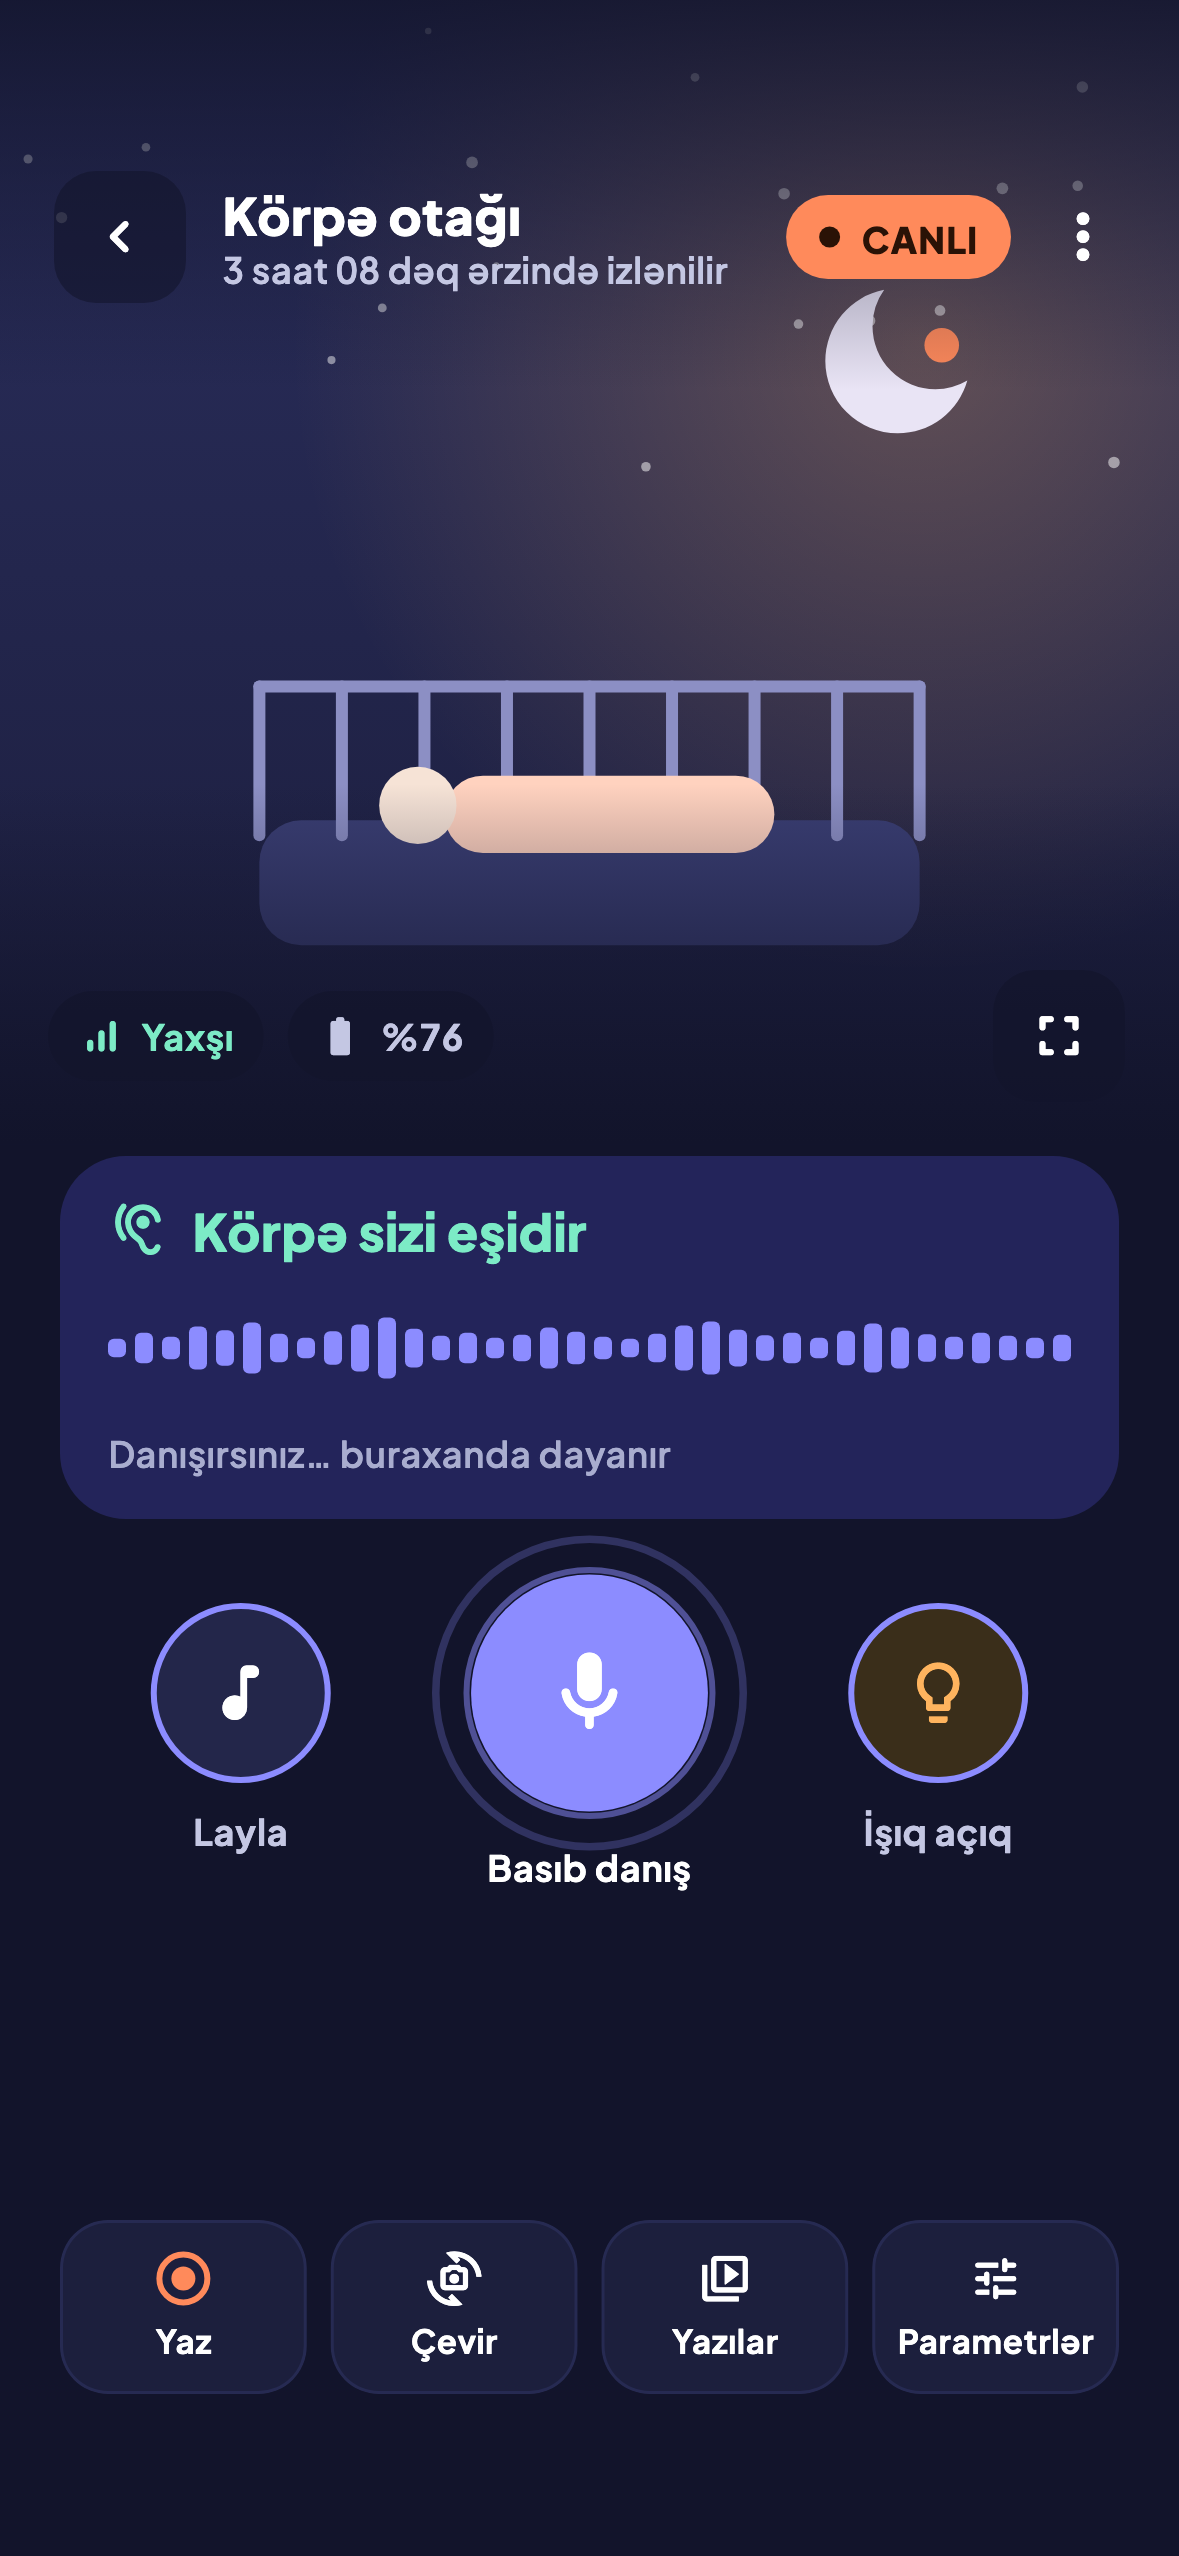 Körpə otağı
3 saat 08 dəq ərzində izlənilir
CANLI
Yaxşı
%76
Körpə sizi eşidir
Danışırsınız... buraxanda dayanır
Layla
Basıb danış
İşıq açıq
Yaz
Çevir
Yazılar
Parametrlər